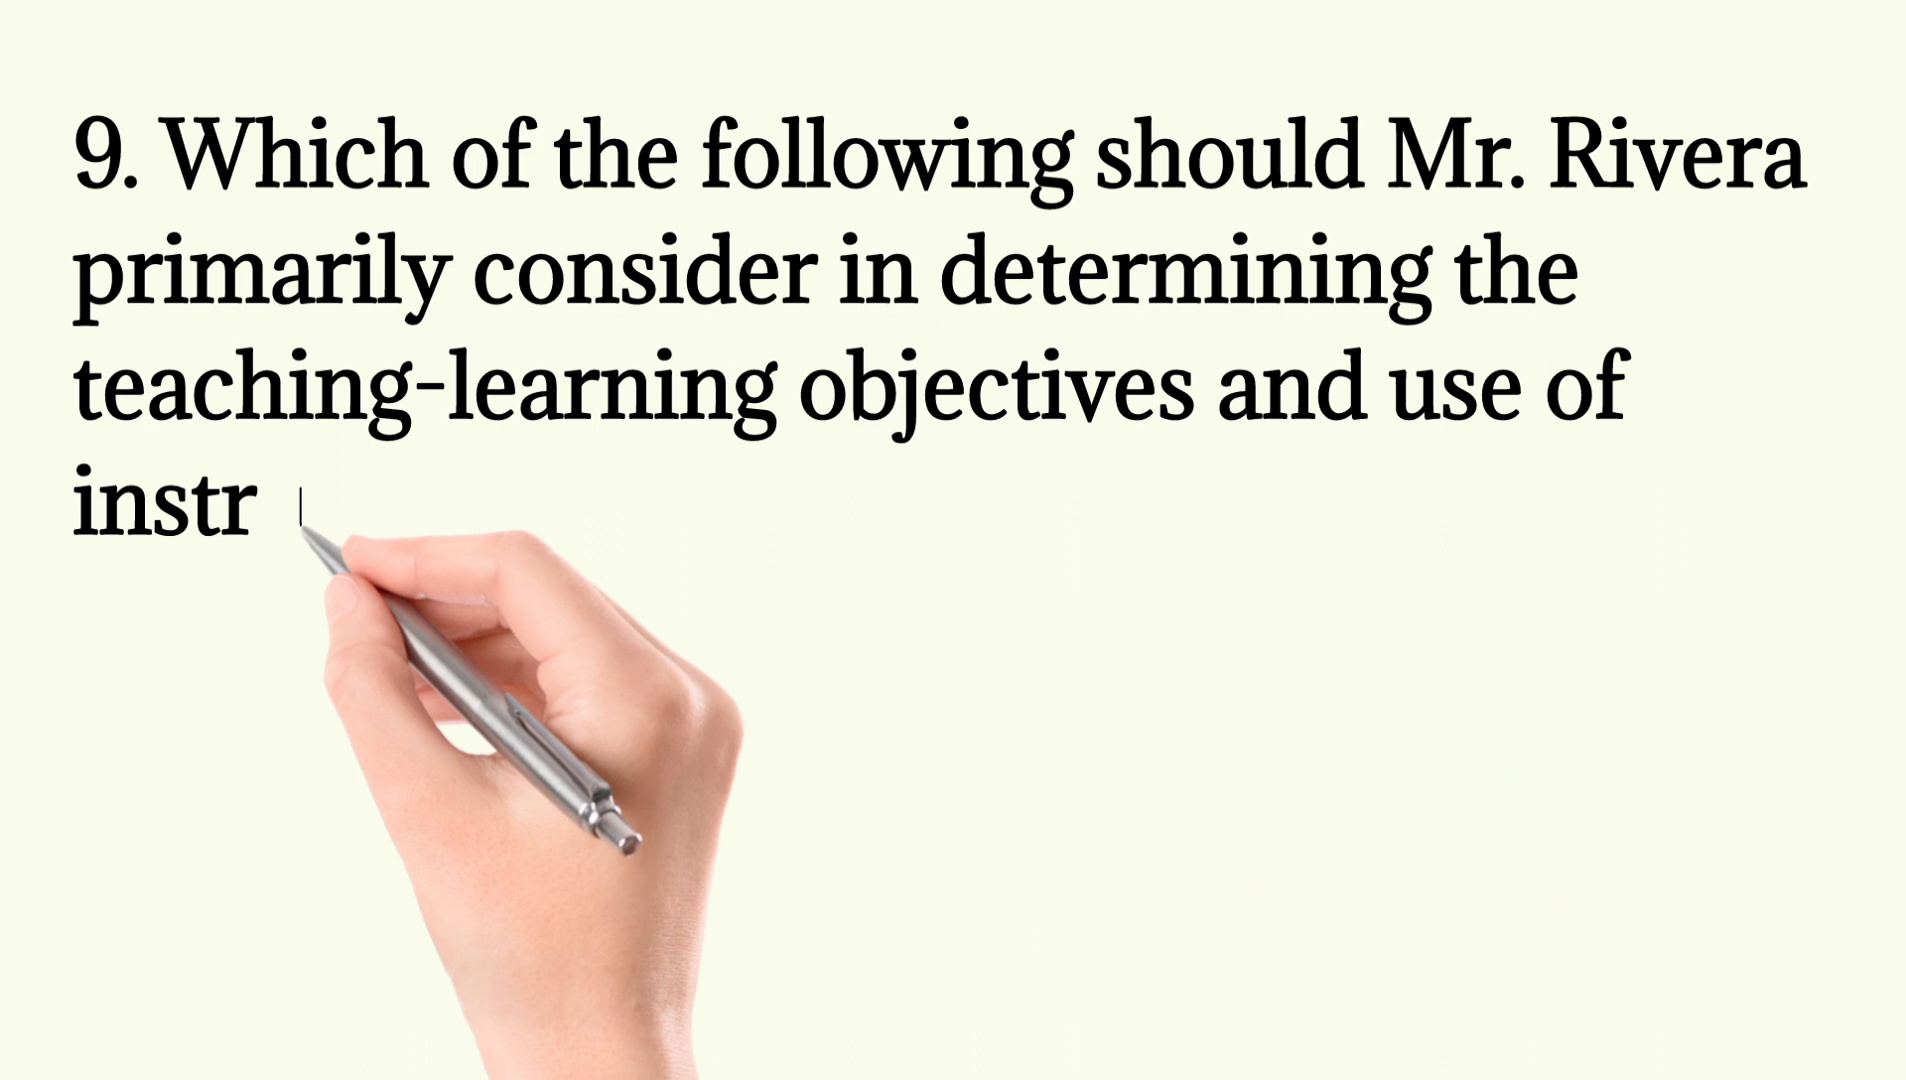 9. Which of the following should Mr. Rivera
primarily consider in determining the
teaching-learning objectives and use of
instr